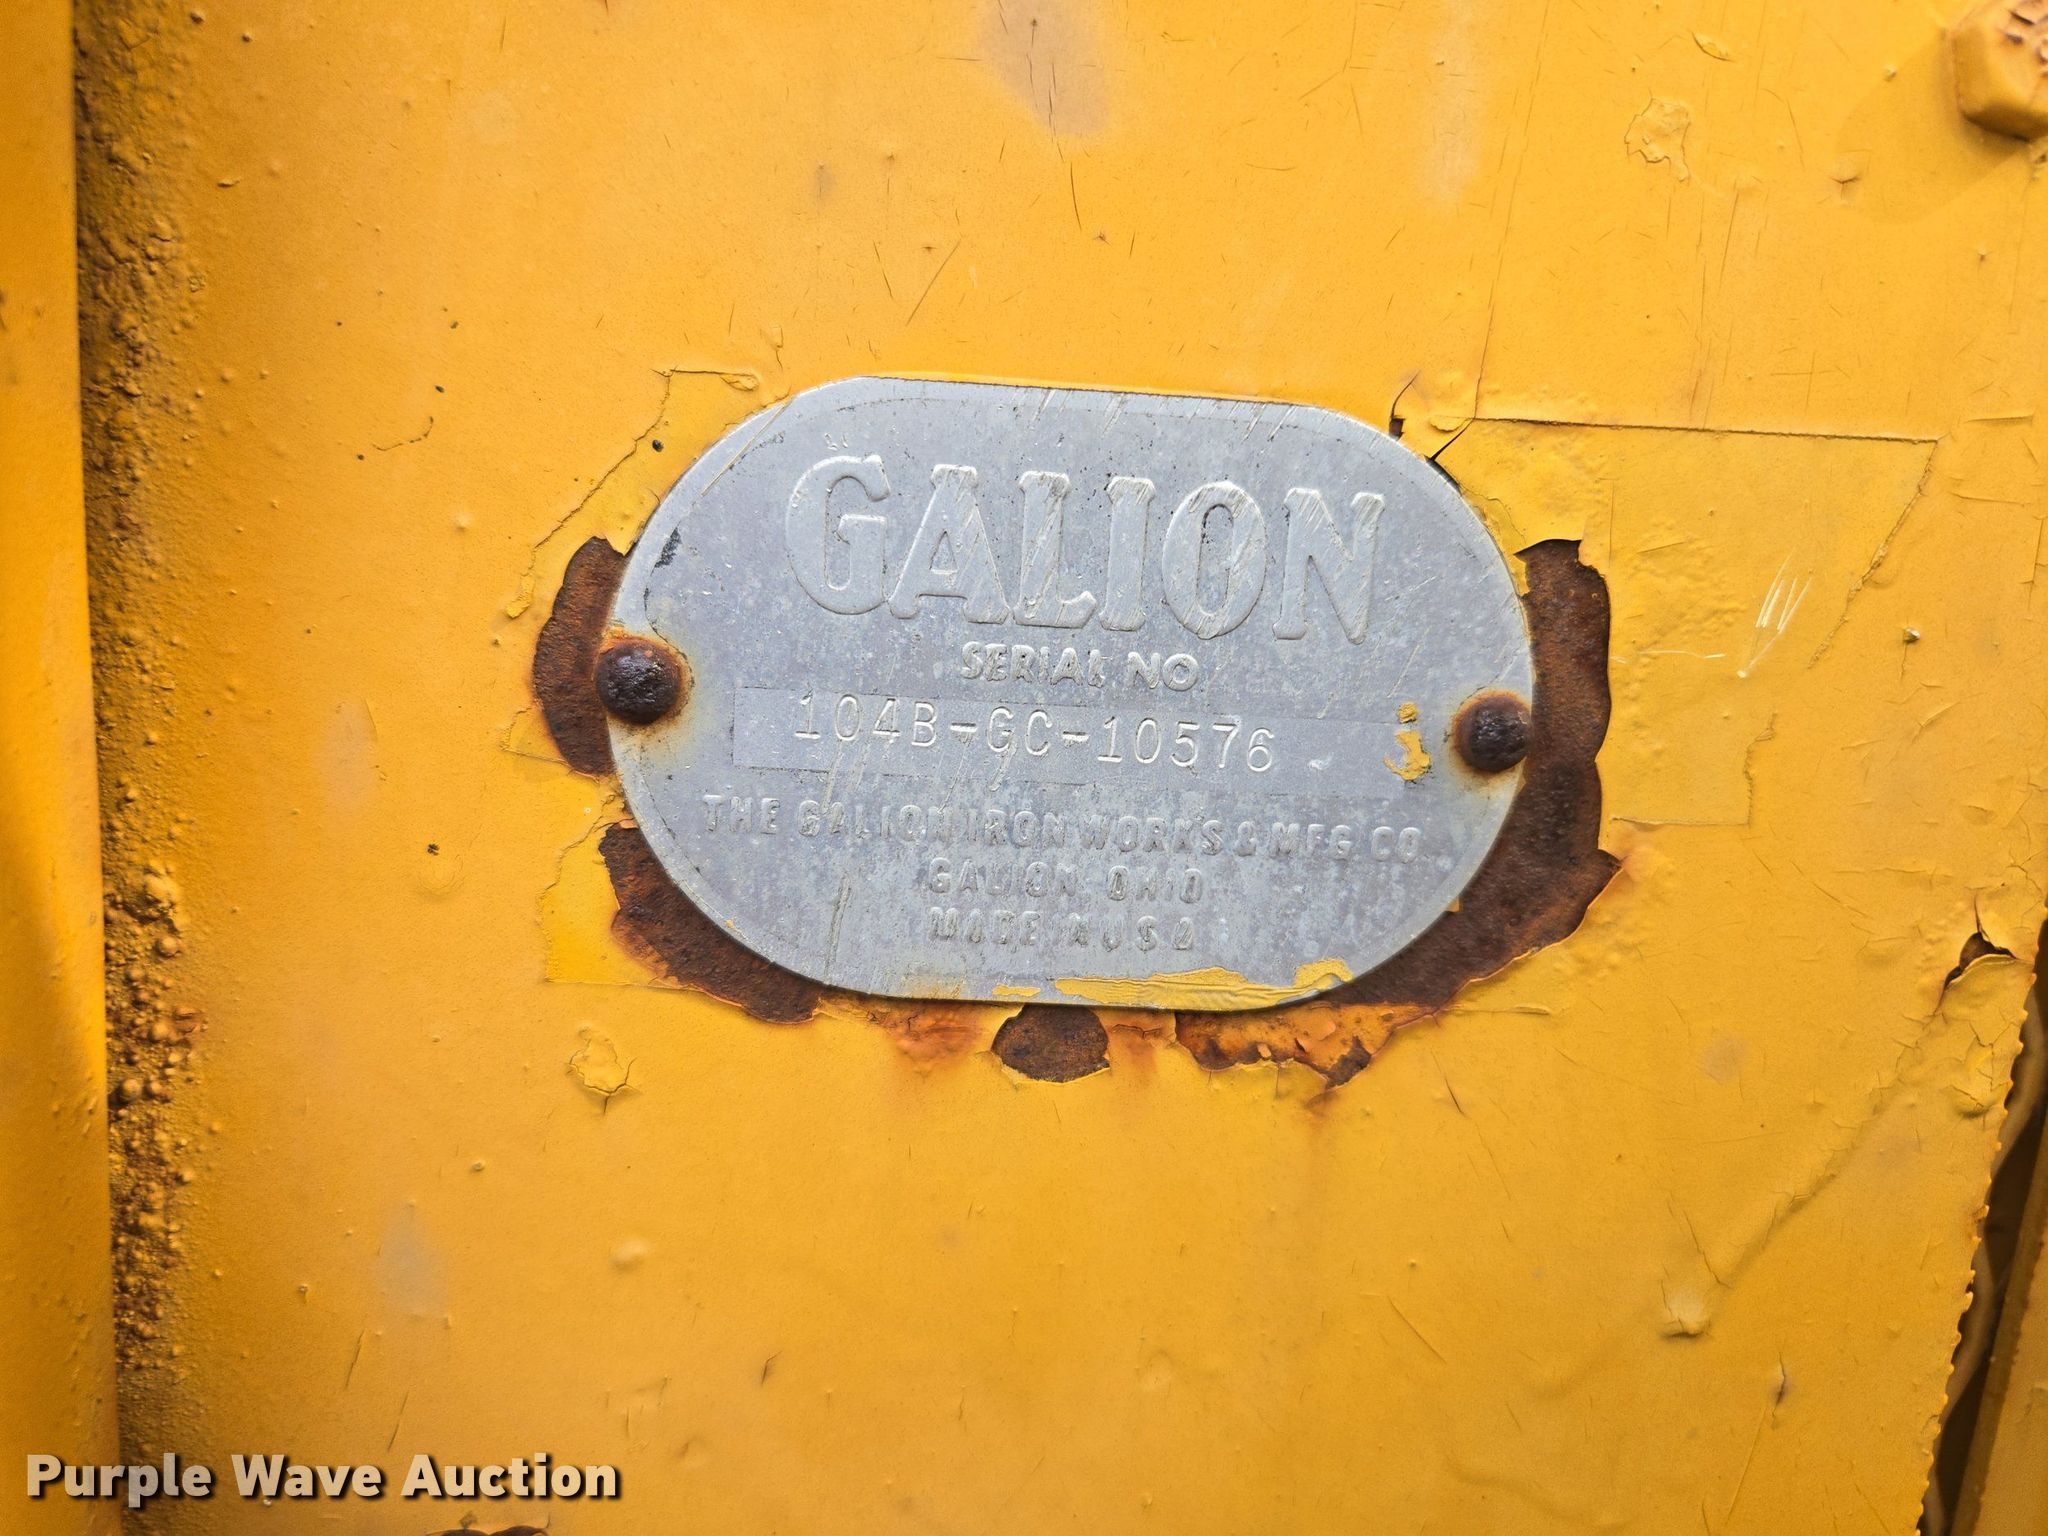 GALION
SERIAL NO
104B-GC-10576
THE GALION IRON WORKS & MFG. CO.
GALION, OHIO
MADE IN USA
Purple Wave Auction